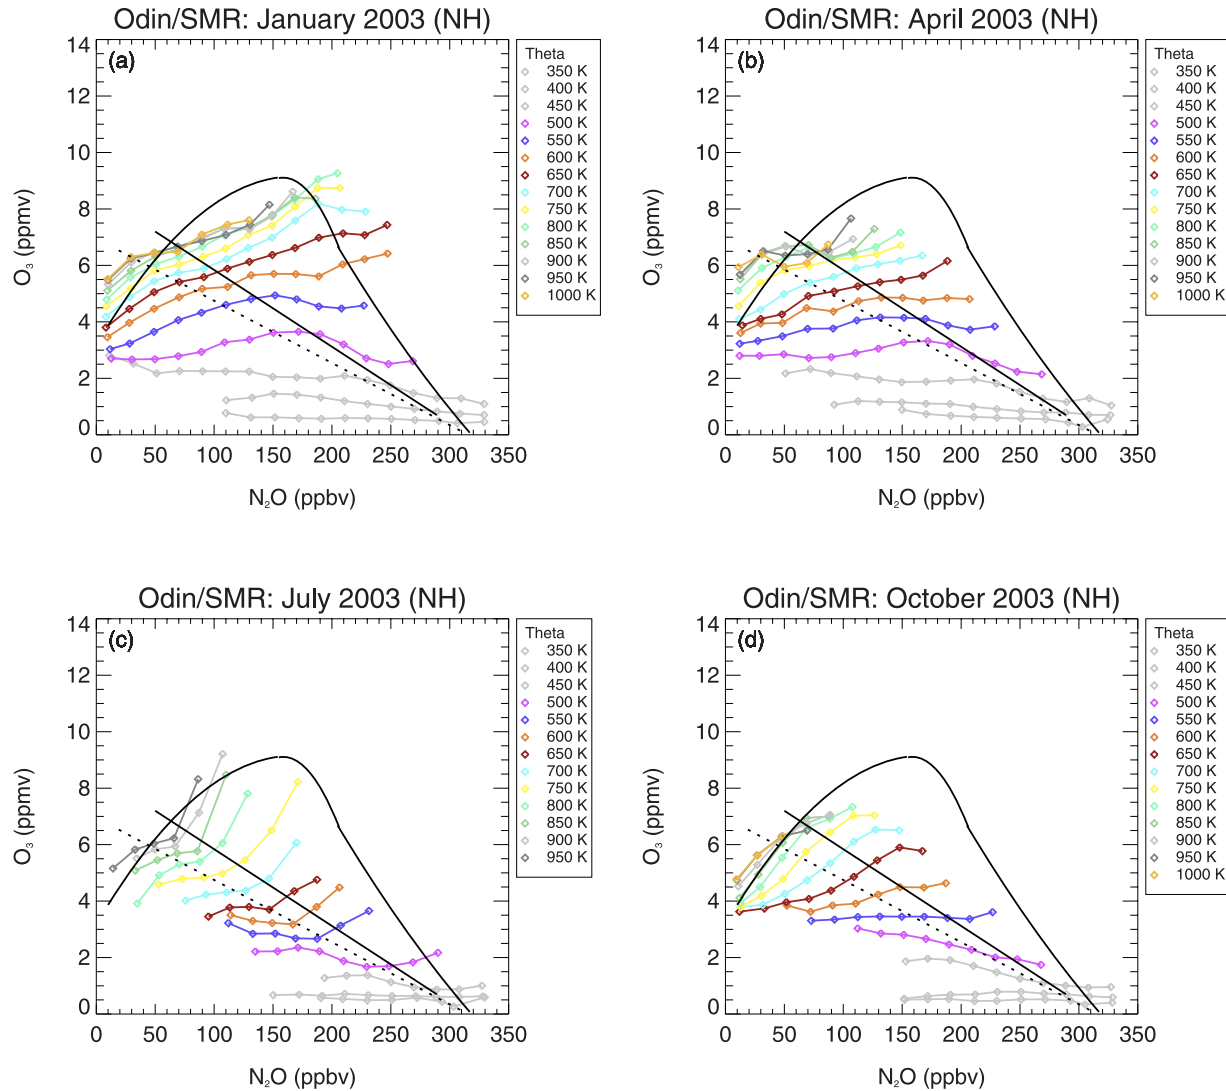 Odin/SMR: January 2003 (NH)
(a)
O₃ (ppmv)
14
12
10
8
6
4
2
0
0 50 100 150 200 250 300 350
N₂O (ppbv)
Theta
350 K
400 K
450 K
500 K
550 K
600 K
650 K
700 K
750 K
800 K
850 K
900 K
950 K
1000 K
Odin/SMR: April 2003 (NH)
(b)
O₃ (ppmv)
14
12
10
8
6
4
2
0
0 50 100 150 200 250 300 350
N₂O (ppbv)
Theta
350 K
400 K
450 K
500 K
550 K
600 K
650 K
700 K
750 K
800 K
850 K
900 K
950 K
1000 K
Odin/SMR: July 2003 (NH)
(c)
O₃ (ppmv)
14
12
10
8
6
4
2
0
0 50 100 150 200 250 300 350
N₂O (ppbv)
Theta
350 K
400 K
450 K
500 K
550 K
600 K
650 K
700 K
750 K
800 K
850 K
900 K
950 K
Odin/SMR: October 2003 (NH)
(d)
O₃ (ppmv)
14
12
10
8
6
4
2
0
0 50 100 150 200 250 300 350
N₂O (ppbv)
Theta
350 K
400 K
450 K
500 K
550 K
600 K
650 K
700 K
750 K
800 K
850 K
900 K
950 K
1000 K